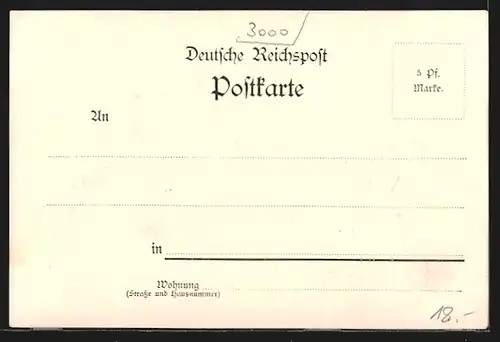 3000
Deutsche Reichspost
Postkarte
5 Pf.
Marke.
An
in
Wohnung
(Straße und Hausnummer)
18.-